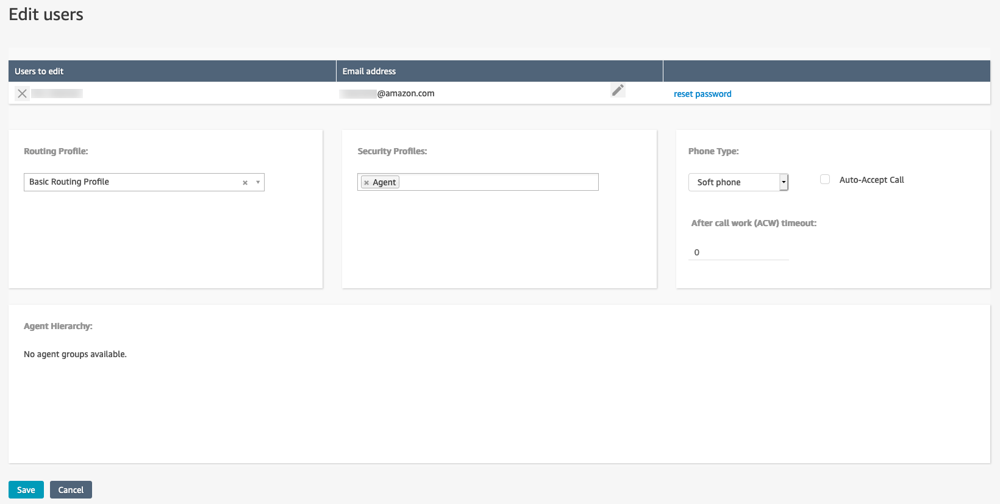 Edit users
Users to edit Email address
@amazon.com reset password
Routing Profile: Security Profiles: Phone Type:
Basic Routing Profile Agent Soft phone Auto-Accept Call
After call work (ACW) timeout:
0
Agent Hierarchy:
No agent groups available.
Save Cancel